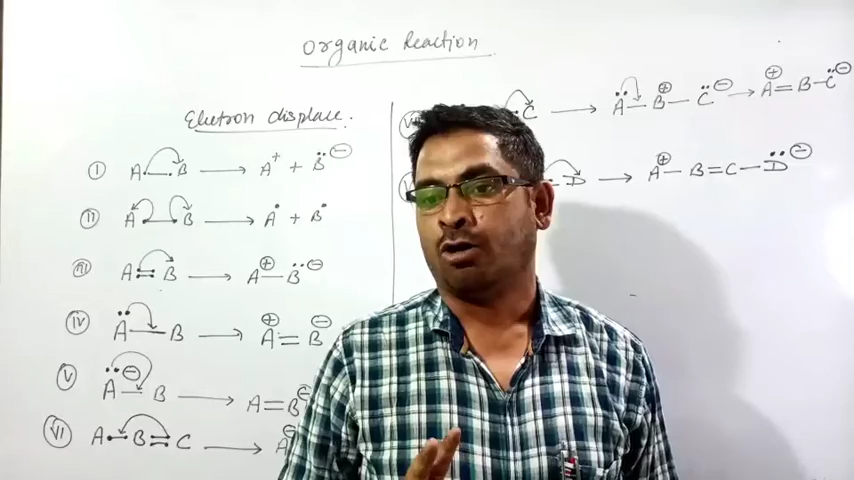 Organic Reaction
Electron displace.
I A–B → A⁺ + B̈⊖
II A–B → A• + B•
III A=B → A⊕–B̈⊖
IV Ä–B → A⊕=B⊖
V Ä⊖–B → A=B⊖
VI A–B=C → A
C → Ä–B⊕–C̈⊖ → A⊕=B–C̈⊖
–D → A⊕–B=C–D̈⊖